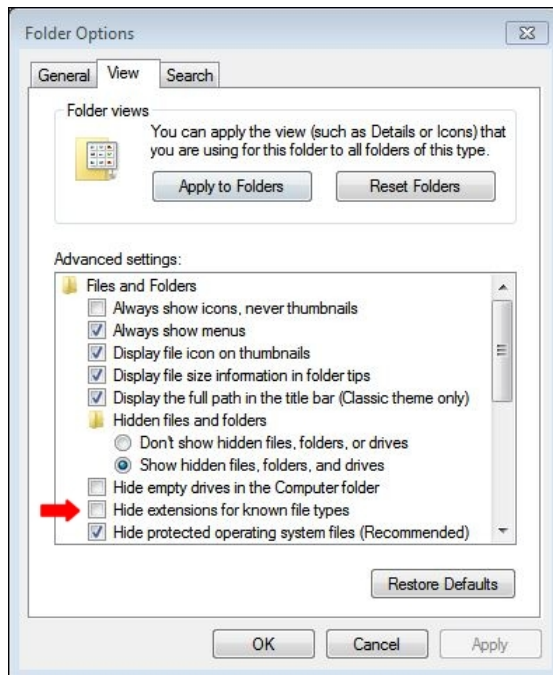 Folder Options
General
View
Search
Folder views
You can apply the view (such as Details or Icons) that
you are using for this folder to all folders of this type.
Apply to Folders
Reset Folders
Advanced settings:
Files and Folders
Always show icons, never thumbnails
Always show menus
Display file icon on thumbnails
Display file size information in folder tips
Display the full path in the title bar (Classic theme only)
Hidden files and folders
Don't show hidden files, folders, or drives
Show hidden files, folders, and drives
Hide empty drives in the Computer folder
Hide extensions for known file types
Hide protected operating system files (Recommended)
Restore Defaults
OK
Cancel
Apply